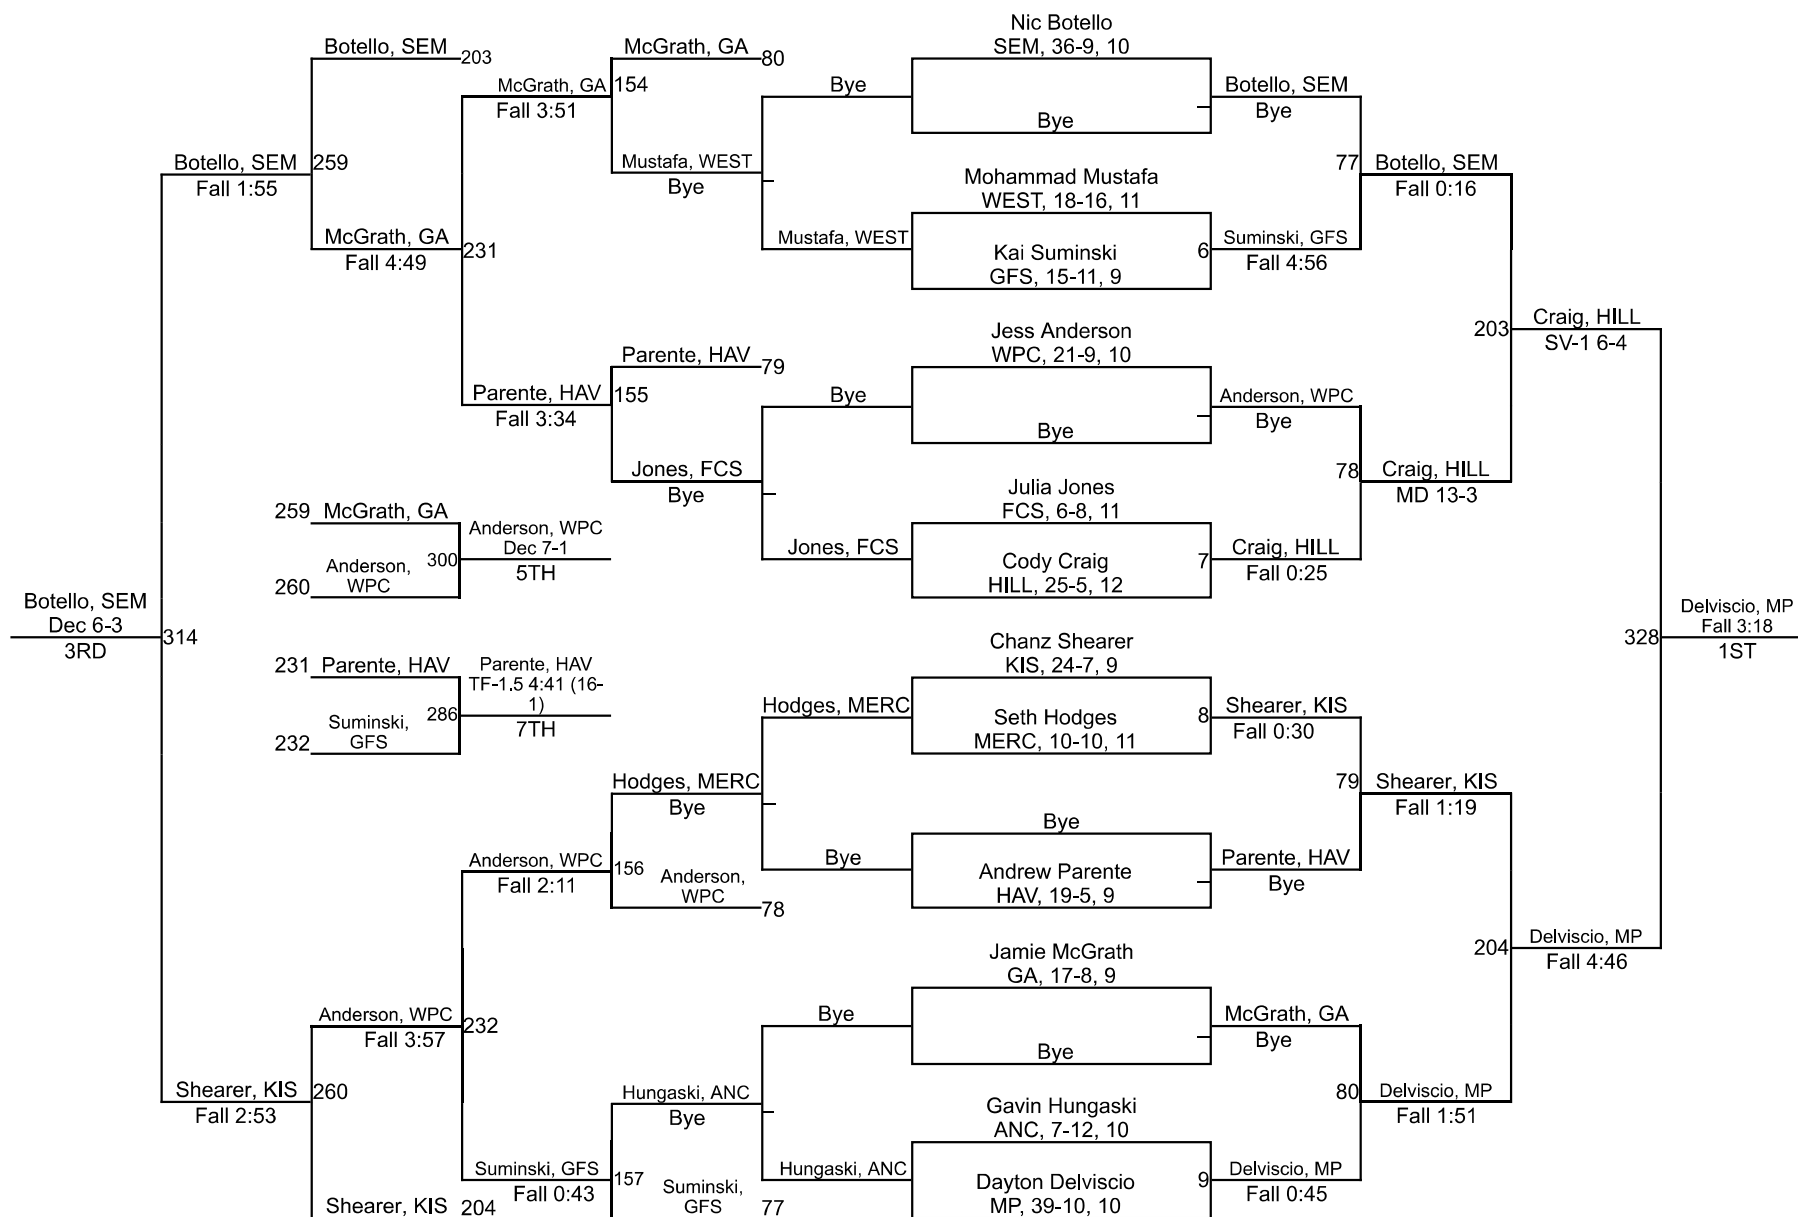 Nic Botello
SEM, 36-9, 10
Botello, SEM
203
McGrath, GA
80
McGrath, GA
154
Fall 3:51
Bye
Bye
Botello, SEM
Bye
Botello, SEM
259
Fall 1:55
Mustafa, WEST
Bye
Mohammad Mustafa
WEST, 18-16, 11
77
Botello, SEM
Fall 0:16
McGrath, GA
231
Fall 4:49
Mustafa, WEST
Kai Suminski
GFS, 15-11, 9
6
Suminski, GFS
Fall 4:56
Jess Anderson
WPC, 21-9, 10
203
Craig, HILL
SV-1 6-4
Parente, HAV
79
Parente, HAV
155
Fall 3:34
Bye
Bye
Anderson, WPC
Bye
Jones, FCS
Bye
Julia Jones
FCS, 6-8, 11
78
Craig, HILL
MD 13-3
259
McGrath, GA
Anderson, WPC
Dec 7-1
5TH
300
Anderson,
WPC
260
Jones, FCS
Cody Craig
HILL, 25-5, 12
7
Craig, HILL
Fall 0:25
Botello, SEM
Dec 6-3
3RD
314
Chanz Shearer
KIS, 24-7, 9
328
Delviscio, MP
Fall 3:18
1ST
231
Parente, HAV
Parente, HAV
TF-1.5 4:41 (16-
1)
7TH
286
Suminski,
GFS
232
Hodges, MERC
Seth Hodges
MERC, 10-10, 11
8
Shearer, KIS
Fall 0:30
Hodges, MERC
Bye
79
Shearer, KIS
Fall 1:19
Bye
Bye
Andrew Parente
HAV, 19-5, 9
Parente, HAV
Bye
Anderson, WPC
156
Fall 2:11
Anderson,
WPC
78
Jamie McGrath
GA, 17-8, 9
204
Delviscio, MP
Fall 4:46
Anderson, WPC
232
Fall 3:57
Bye
Bye
McGrath, GA
Bye
Shearer, KIS
260
Fall 2:53
Hungaski, ANC
Bye
Gavin Hungaski
ANC, 7-12, 10
80
Delviscio, MP
Fall 1:51
Suminski, GFS
157
Fall 0:43
Suminski,
GFS
77
Hungaski, ANC
Dayton Delviscio
MP, 39-10, 10
9
Delviscio, MP
Fall 0:45
Shearer, KIS
204